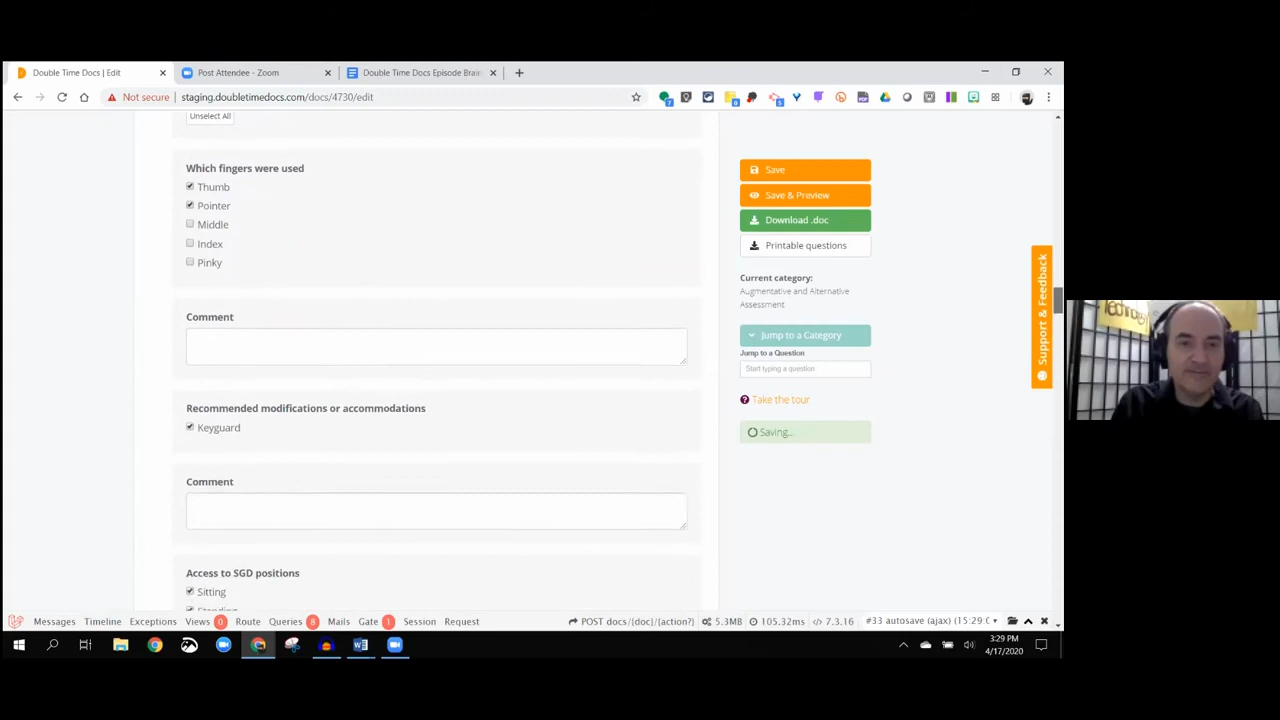 Double Time Docs | Edit
Post Attendee - Zoom
Double Time Docs Episode Brain
Not secure
staging.doubletimedocs.com/docs/4730/edit
Unselect All
Which fingers were used
Thumb
Pointer
Middle
Index
Pinky
Comment
Recommended modifications or accommodations
Keyguard
Comment
Access to SGD positions
Sitting
Standing
Save
Save & Preview
Download .doc
Printable questions
Current category:
Augmentative and Alternative
Assessment
Jump to a Category
Jump to a Question
Start typing a question
Take the tour
Saving...
Support & Feedback
Messages Timeline Exceptions Views 0 Route Queries 8 Mails Gate 1 Session Request POST docs/{doc}/{action?} 5.3MB 105.32ms 7.3.16 #33 autosave (ajax) (15:29:0
3:29 PM
4/17/2020